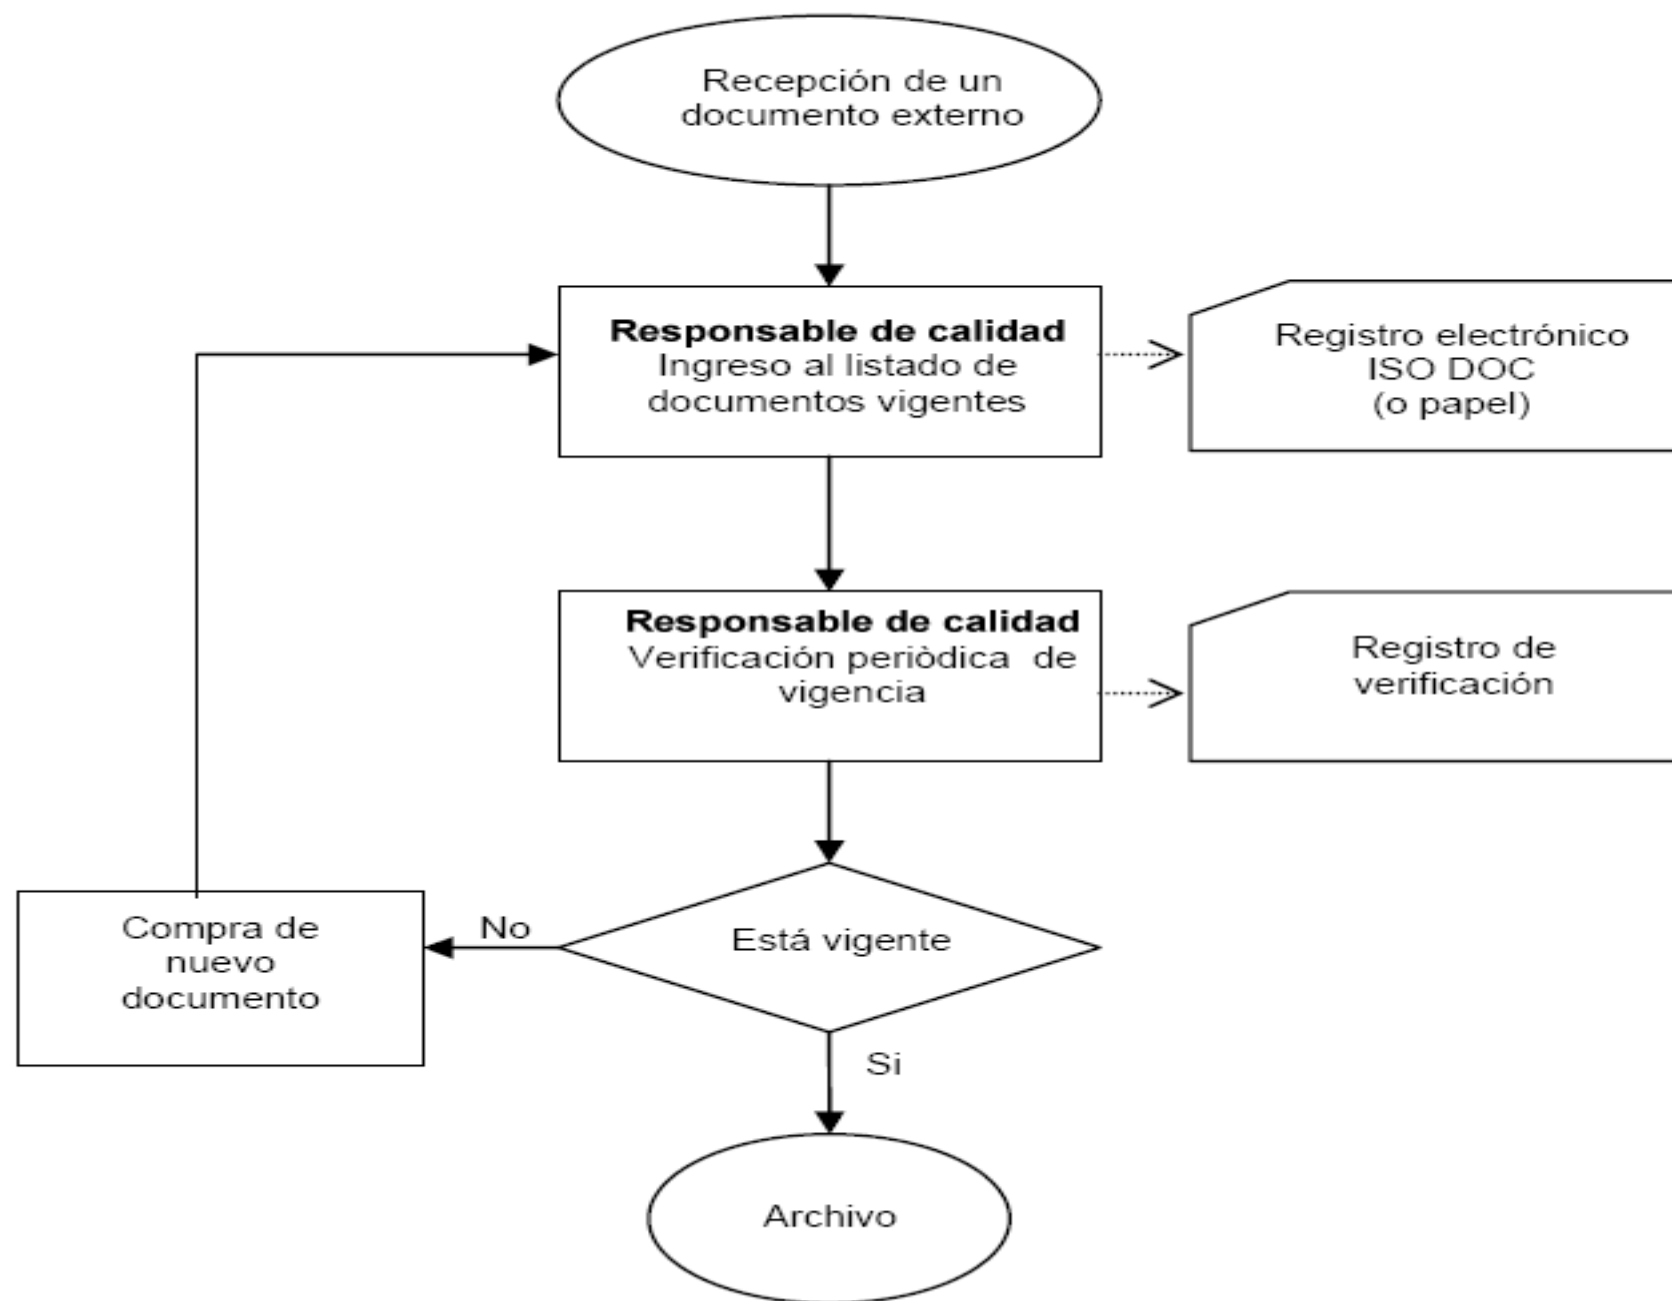 Recepción de un
documento externo
Responsable de calidad
Ingreso al listado de
documentos vigentes
Registro electrónico
ISO DOC
(o papel)
Responsable de calidad
Verificación periòdica de
vigencia
Registro de
verificación
Está vigente
No
Compra de
nuevo
documento
Si
Archivo